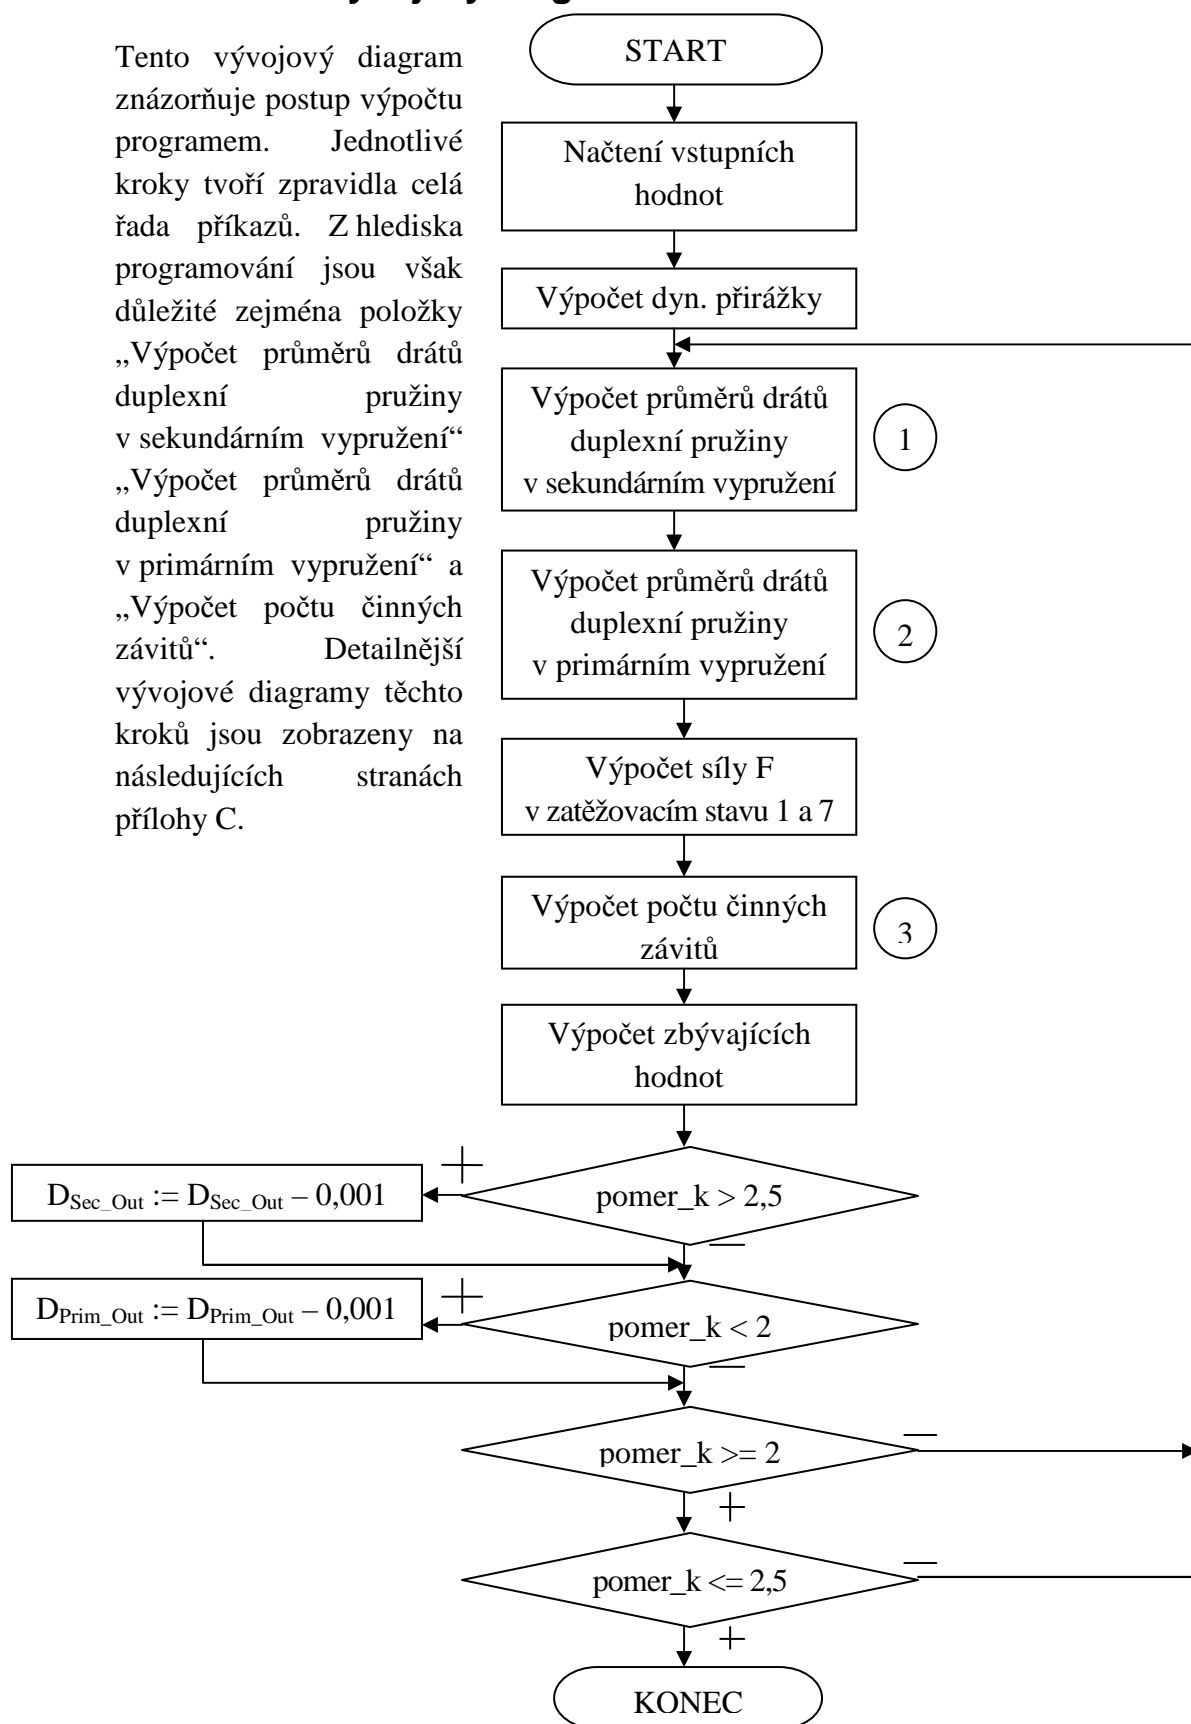 Tento vývojový diagram
znázorňuje postup výpočtu
programem. Jednotlivé
kroky tvoří zpravidla celá
řada příkazů. Z hlediska
programování jsou však
důležité zejména položky
„Výpočet průměrů drátů
duplexní pružiny
v sekundárním vypružení“
„Výpočet průměrů drátů
duplexní pružiny
v primárním vypružení“ a
„Výpočet počtu činných
závitů“. Detailnější
vývojové diagramy těchto
kroků jsou zobrazeny na
následujících stranách
přílohy C.
START
Načtení vstupních
hodnot
Výpočet dyn. přirážky
Výpočet průměrů drátů
duplexní pružiny
v sekundárním vypružení
1
Výpočet průměrů drátů
duplexní pružiny
v primárním vypružení
2
Výpočet síly F
v zatěžovacím stavu 1 a 7
Výpočet počtu činných
závitů
3
Výpočet zbývajících
hodnot
pomer_k > 2,5
+
D_Sec_Out := D_Sec_Out – 0,001
—
pomer_k < 2
+
D_Prim_Out := D_Prim_Out – 0,001
—
pomer_k >= 2
—
+
pomer_k <= 2,5
—
+
KONEC